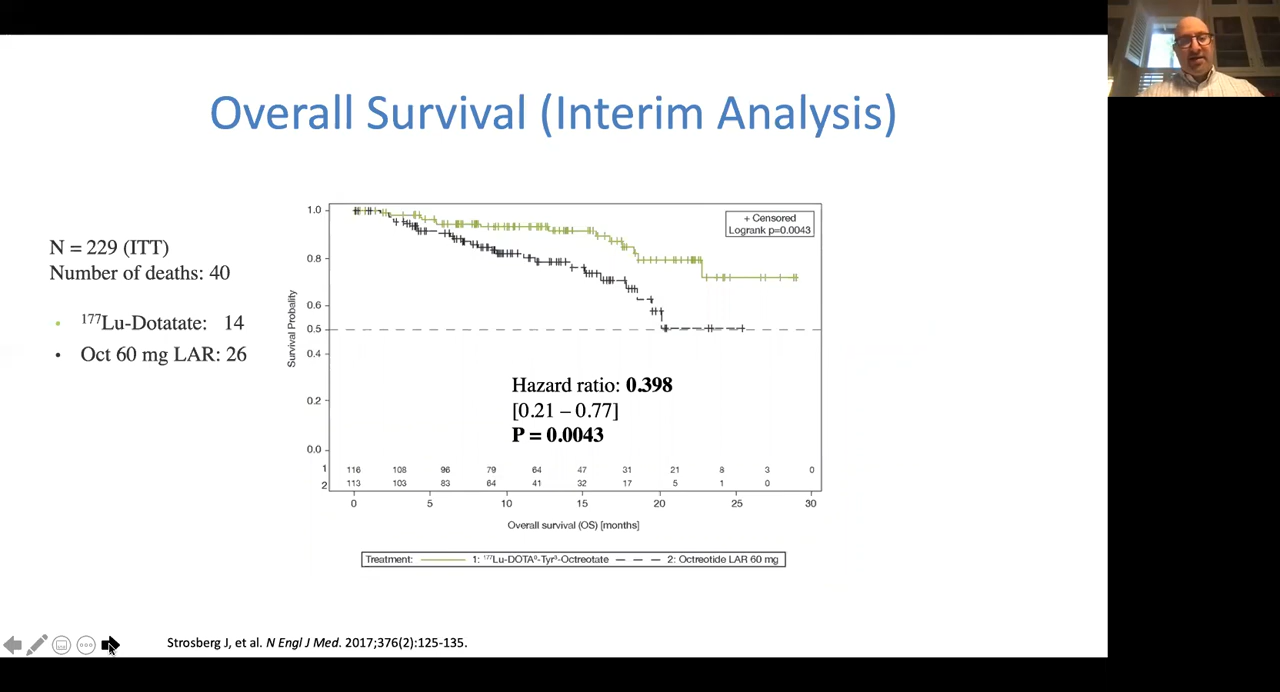 Overall Survival (Interim Analysis)
N = 229 (ITT)
Number of deaths: 40
• ¹⁷⁷Lu-Dotatate: 14
• Oct 60 mg LAR: 26
Survival Probality
1.0
0.8
0.6
0.5
0.4
0.2
0.0
+ Censored
Logrank p=0.0043
Hazard ratio: 0.398
[0.21 – 0.77]
P = 0.0043
1 116 108 96 79 64 47 31 21 8 3 0
2 113 103 83 64 41 32 17 5 1 0
0 5 10 15 20 25 30
Overall survival (OS) [months]
Treatment: 1: ¹⁷⁷Lu-DOTA⁰-Tyr³-Octreotate 2: Octreotide LAR 60 mg
Strosberg J, et al. N Engl J Med. 2017;376(2):125-135.